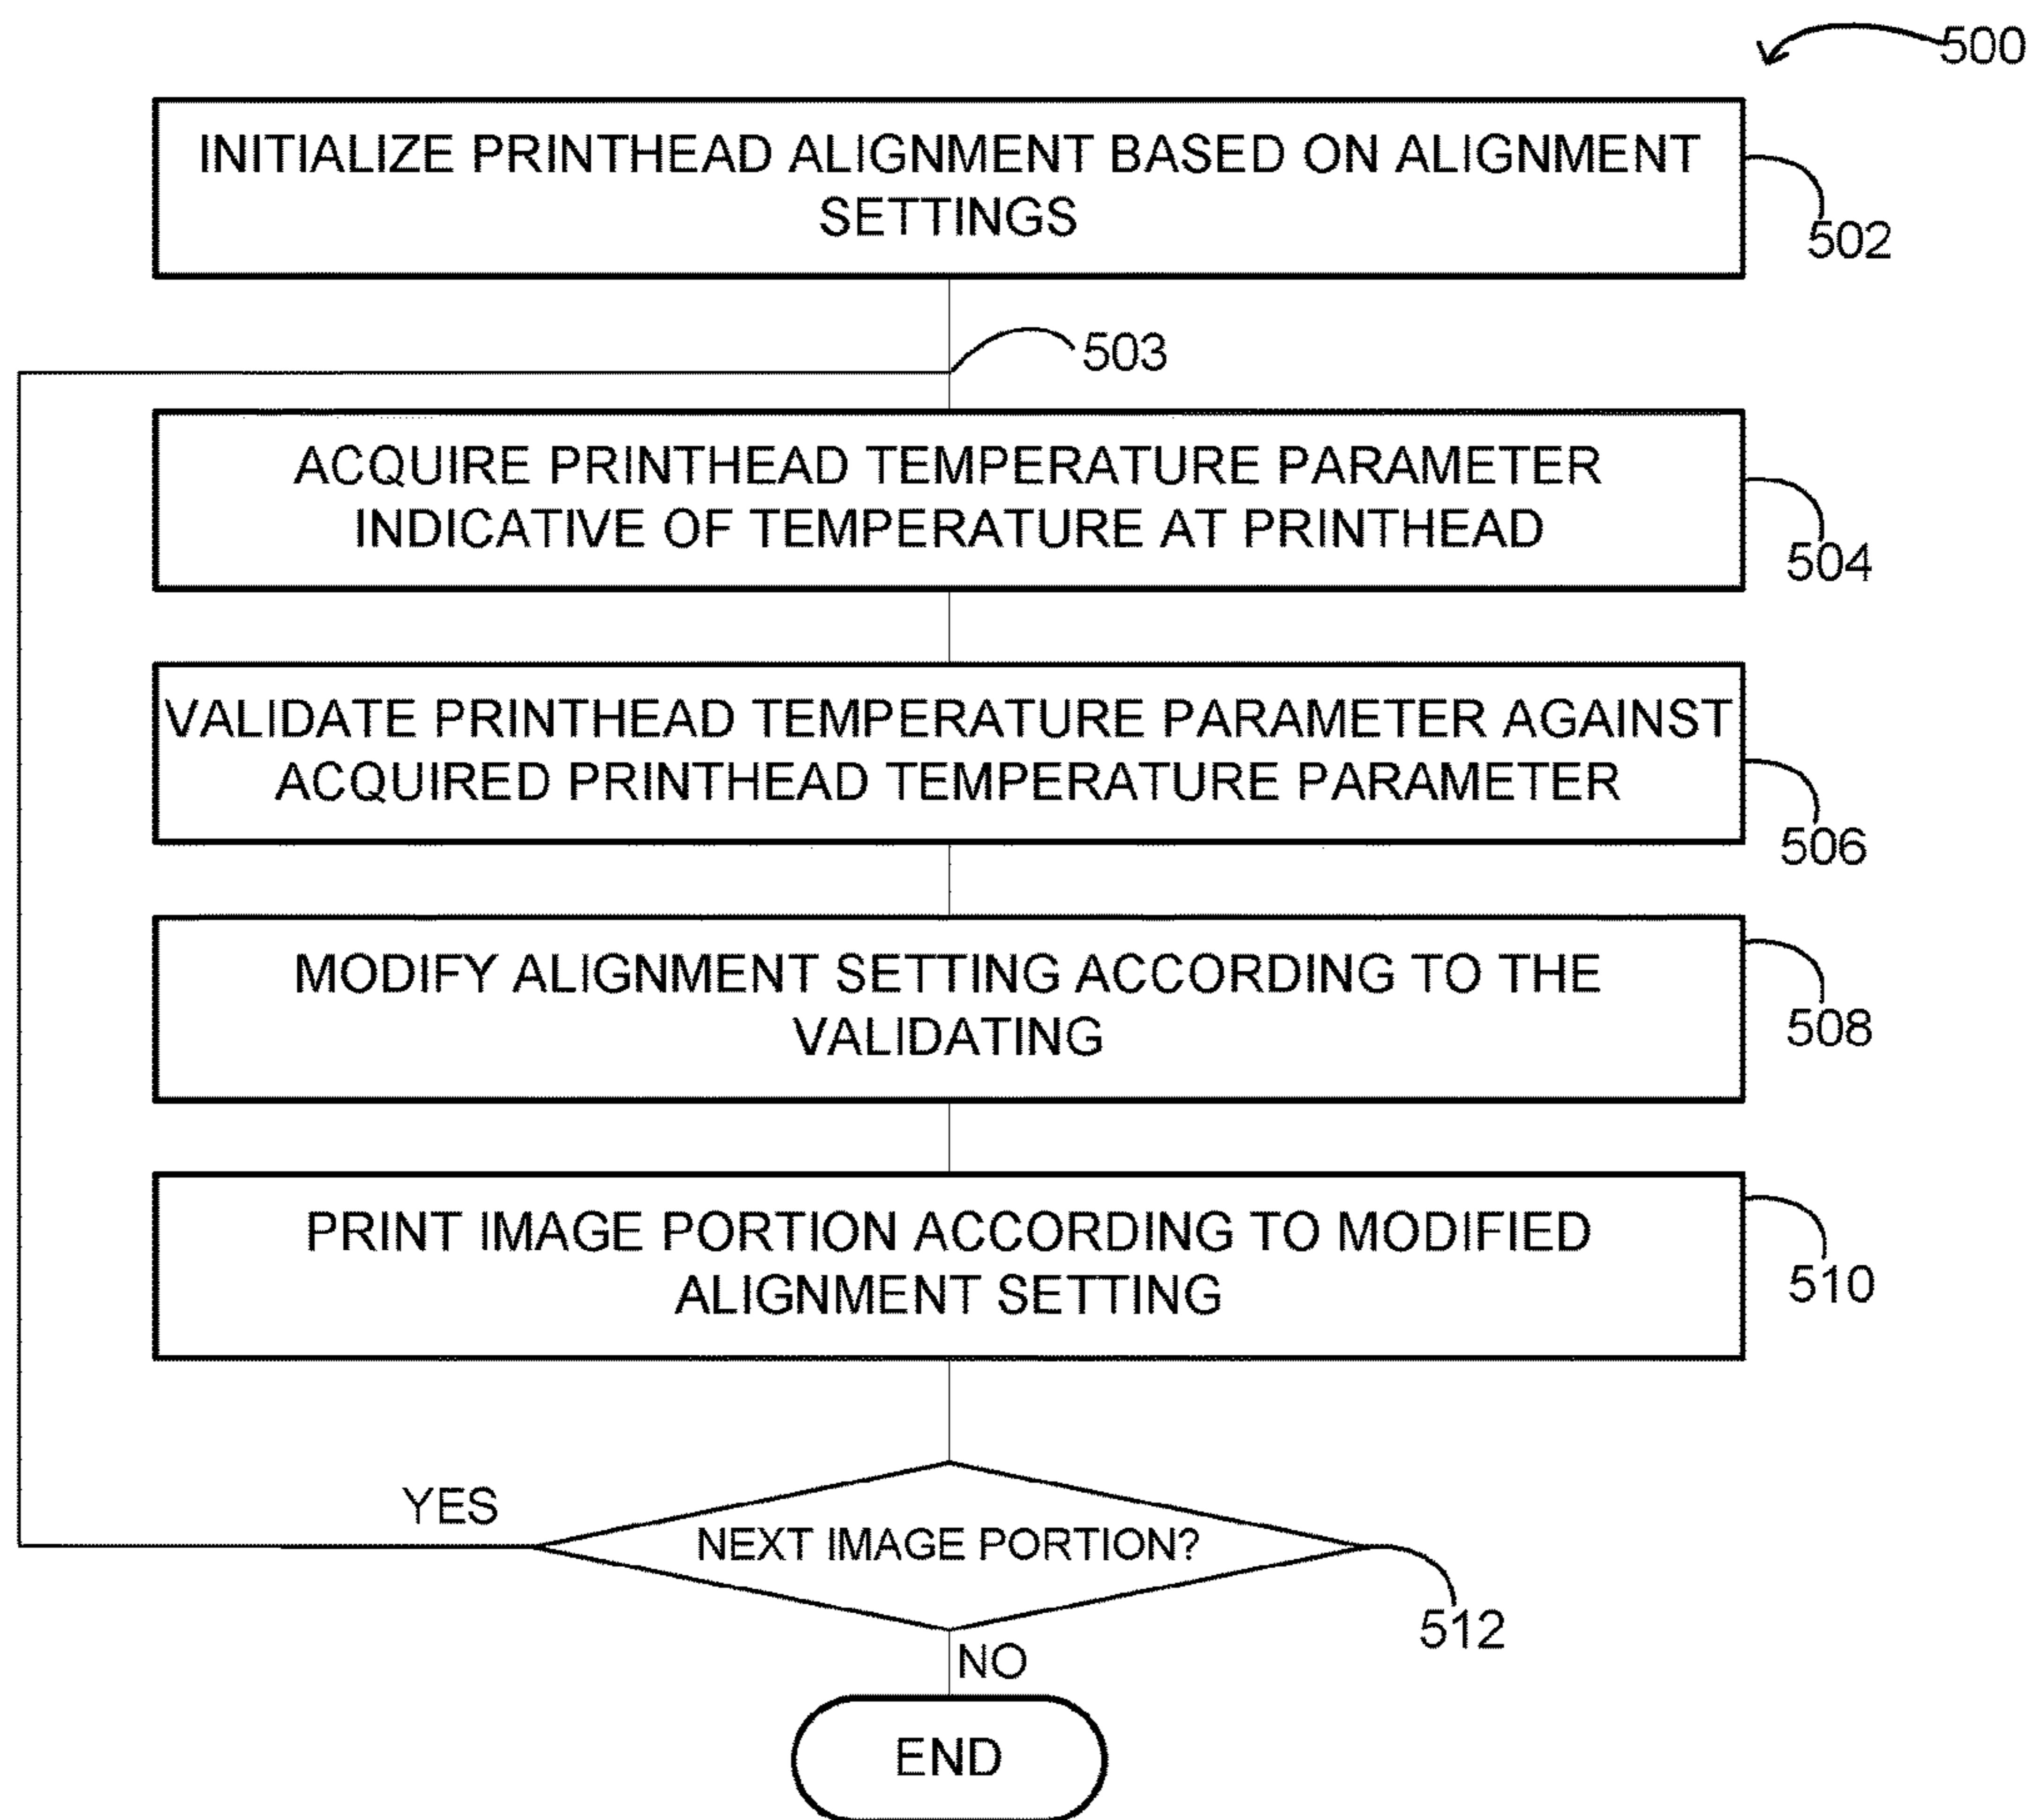 500
INITIALIZE PRINTHEAD ALIGNMENT BASED ON ALIGNMENT
SETTINGS
502
503
ACQUIRE PRINTHEAD TEMPERATURE PARAMETER
INDICATIVE OF TEMPERATURE AT PRINTHEAD
504
VALIDATE PRINTHEAD TEMPERATURE PARAMETER AGAINST
ACQUIRED PRINTHEAD TEMPERATURE PARAMETER
506
MODIFY ALIGNMENT SETTING ACCORDING TO THE
VALIDATING
508
PRINT IMAGE PORTION ACCORDING TO MODIFIED
ALIGNMENT SETTING
510
YES
NEXT IMAGE PORTION?
512
NO
END